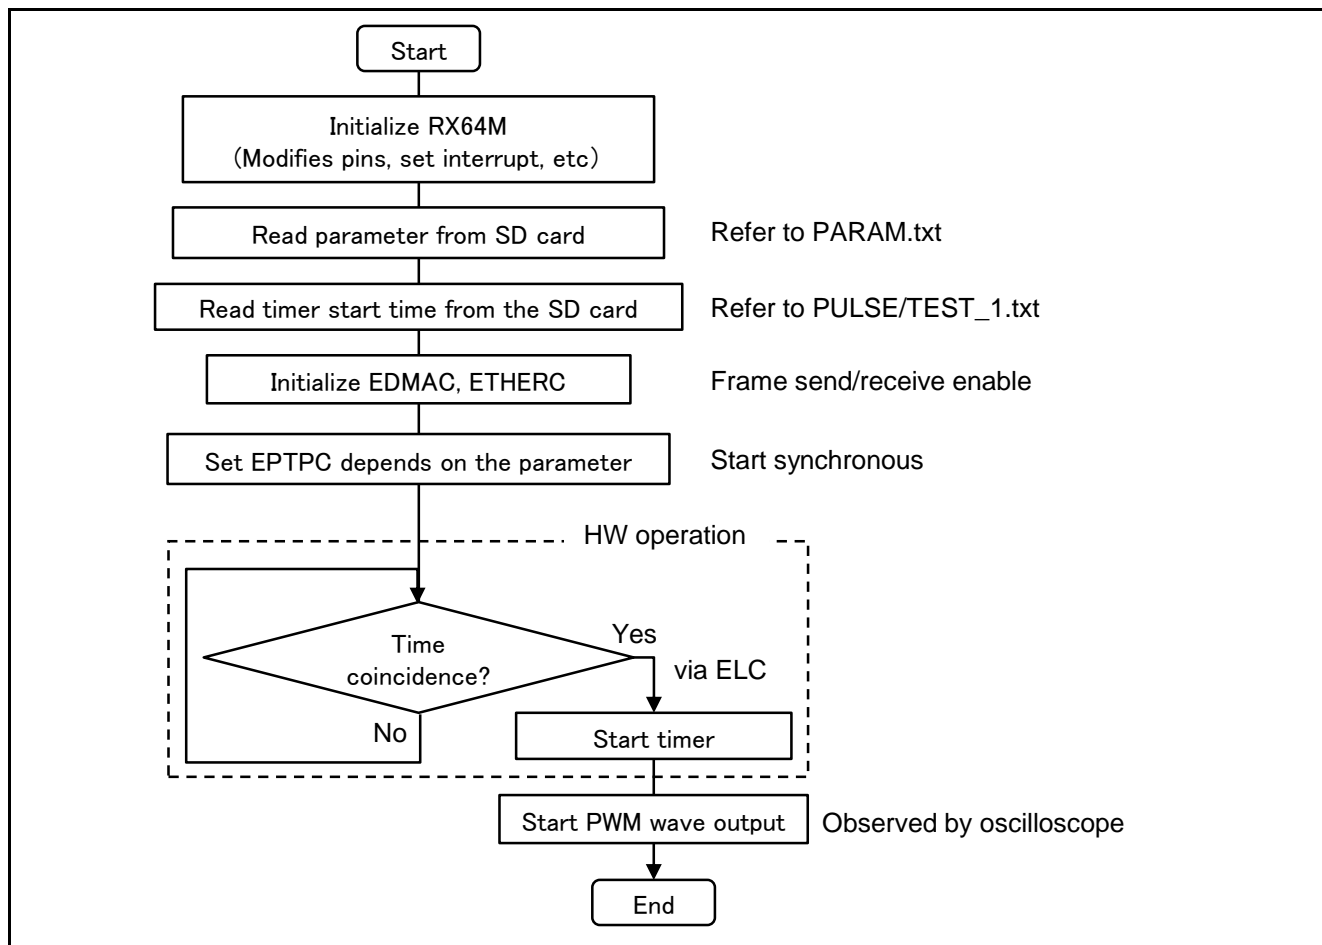 Start
Initialize RX64M
(Modifies pins, set interrupt, etc)
Read parameter from SD card
Refer to PARAM.txt
Read timer start time from the SD card
Refer to PULSE/TEST_1.txt
Initialize EDMAC, ETHERC
Frame send/receive enable
Set EPTPC depends on the parameter
Start synchronous
HW operation
Time
coincidence?
Yes
via ELC
No
Start timer
Start PWM wave output
Observed by oscilloscope
End